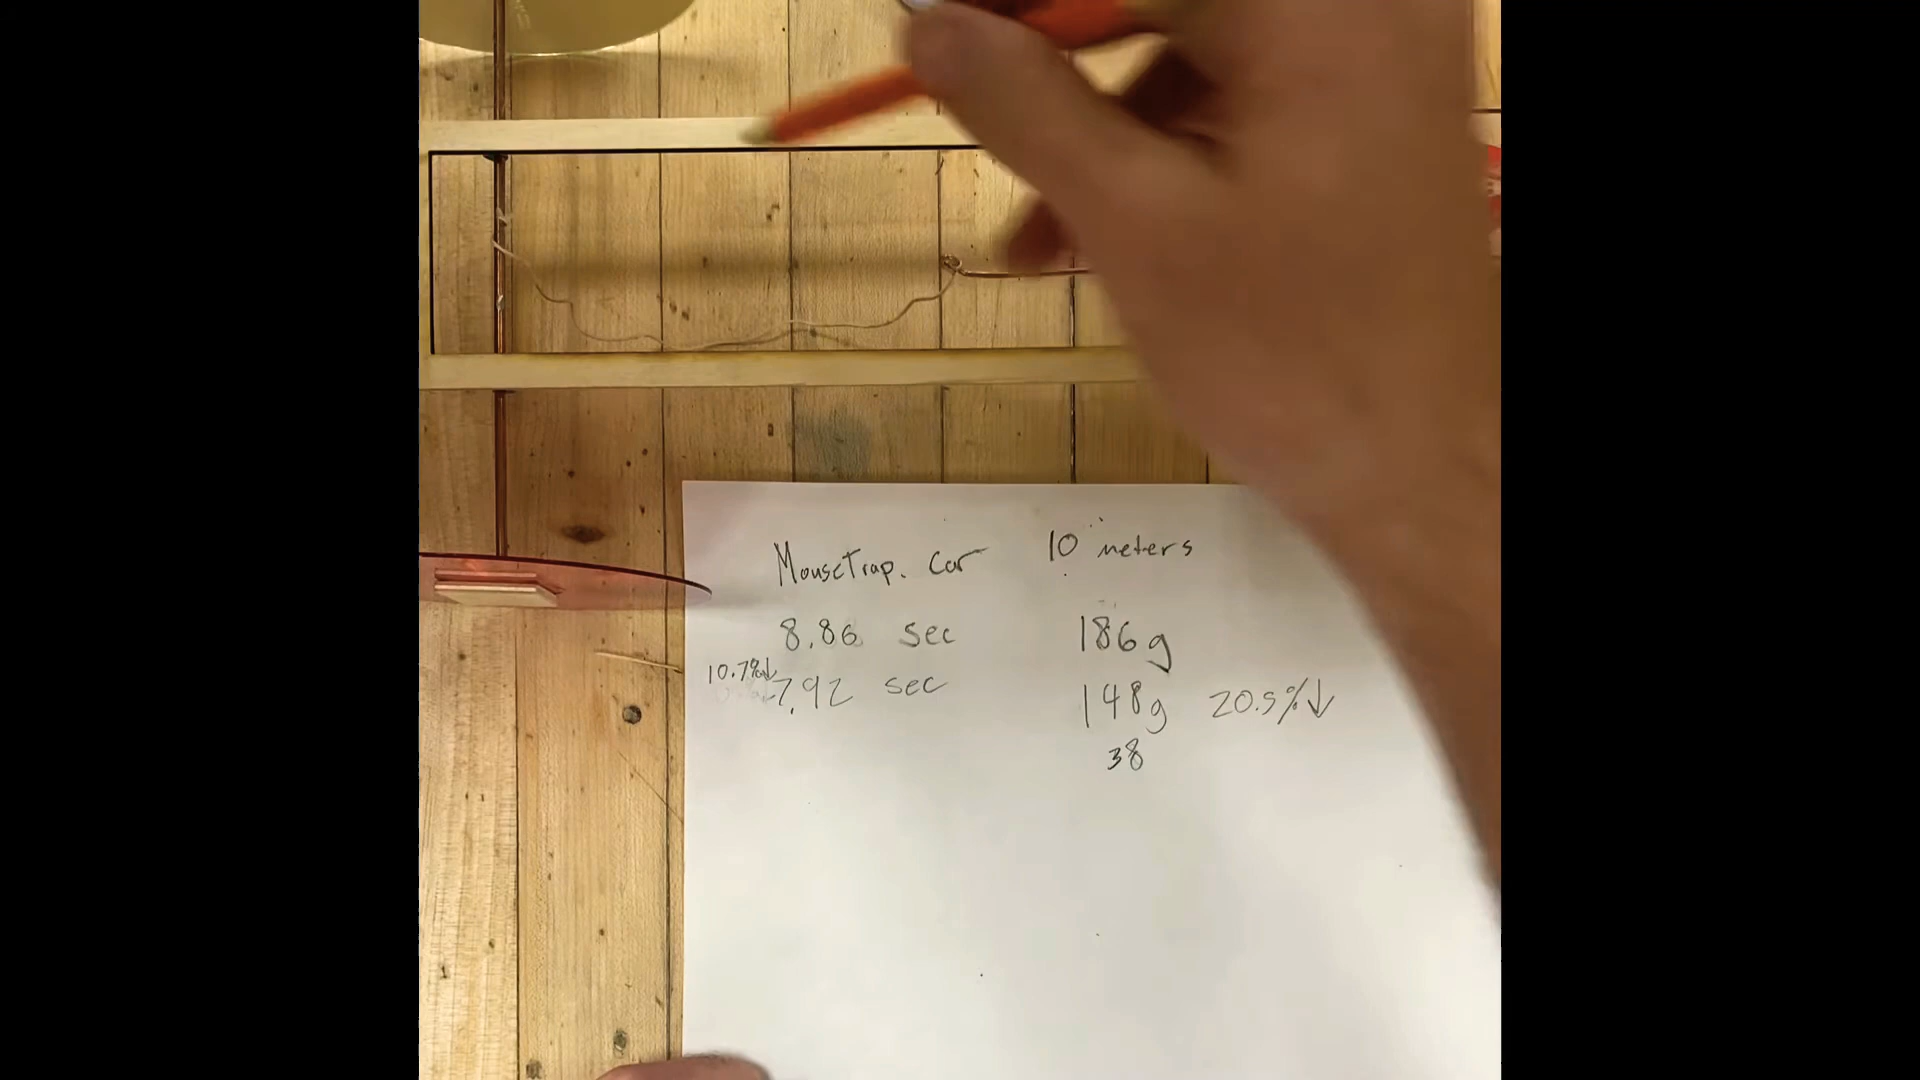 MouseTrap. Car 10 meters
8.86 sec 186g
10.7%↓ 7.92 sec 148g 20.5%↓
38